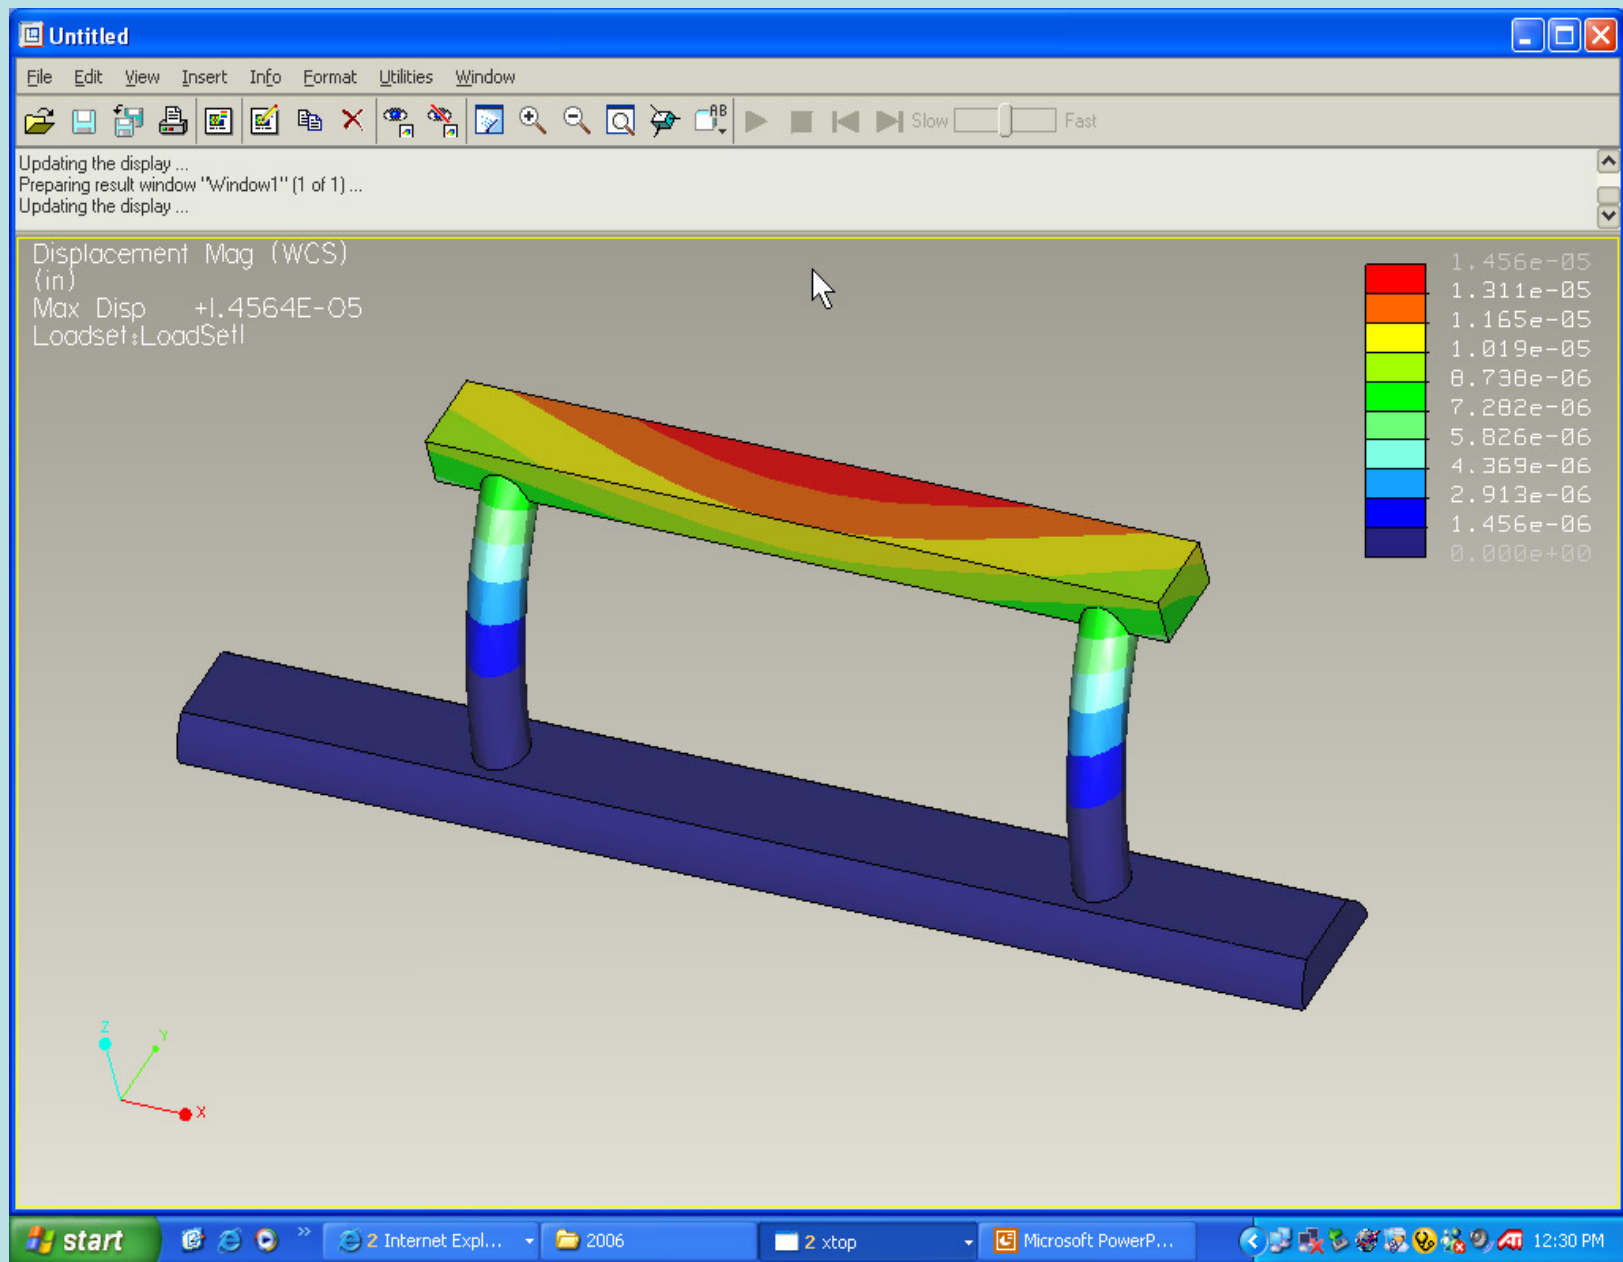 Untitled
File Edit View Insert Info Format Utilities Window
AB
Slow Fast
Updating the display ...
Preparing result window "Window1" (1 of 1) ...
Updating the display ...
Displacement Mag (WCS)
(in)
Max Disp +1.4564E-05
Loadset:LoadSet1
1.456e-05
1.311e-05
1.165e-05
1.019e-05
8.738e-06
7.282e-06
5.826e-06
4.369e-06
2.913e-06
1.456e-06
0.000e+00
Z
Y
X
start
2 Internet Expl...
2006
2 xtop
Microsoft PowerP...
ATI
12:30 PM